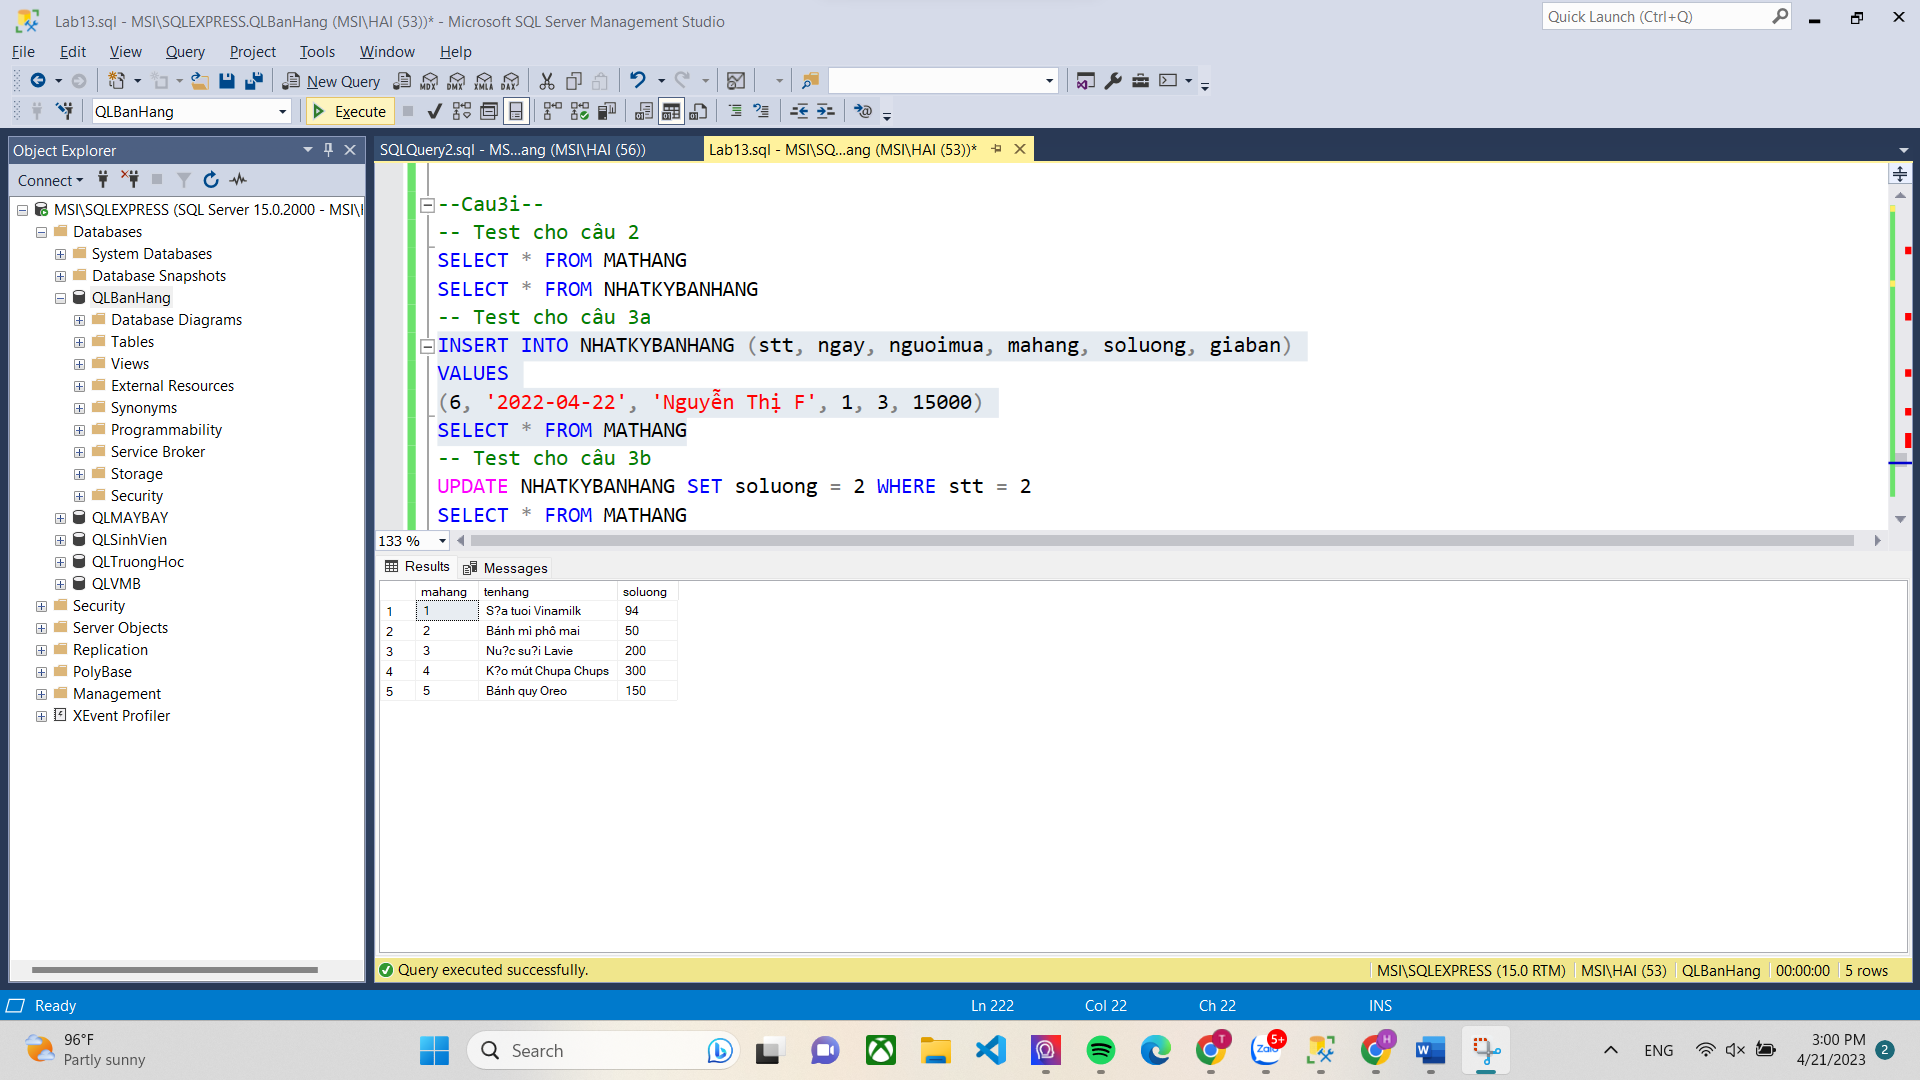 Lab13.sql - MSI\SQLEXPRESS.QLBanHang (MSI\HAI (53))* - Microsoft SQL Server Management Studio
Quick Launch (Ctrl+Q)
File Edit View Query Project Tools Window Help
New Query MDX DMX XMLA DAX
QLBanHang Execute
Object Explorer
SQLQuery2.sql - MS...ang (MSI\HAI (56))
Lab13.sql - MSI\SQ...ang (MSI\HAI (53))*
Connect
MSI\SQLEXPRESS (SQL Server 15.0.2000 - MSI\
Databases
System Databases
Database Snapshots
QLBanHang
Database Diagrams
Tables
Views
External Resources
Synonyms
Programmability
Service Broker
Storage
Security
QLMAYBAY
QLSinhVien
QLTruongHoc
QLVMB
Security
Server Objects
Replication
PolyBase
Management
XEvent Profiler
--Cau3i--
-- Test cho câu 2
SELECT * FROM MATHANG
SELECT * FROM NHATKYBANHANG
-- Test cho câu 3a
INSERT INTO NHATKYBANHANG (stt, ngay, nguoimua, mahang, soluong, giaban)
VALUES
(6, '2022-04-22', 'Nguyễn Thị F', 1, 3, 15000)
SELECT * FROM MATHANG
-- Test cho câu 3b
UPDATE NHATKYBANHANG SET soluong = 2 WHERE stt = 2
SELECT * FROM MATHANG
133 %
Results Messages
mahang tenhang soluong
1 1 S?a tuoi Vinamilk 94
2 2 Bánh mì phô mai 50
3 3 Nu?c su?i Lavie 200
4 4 K?o mút Chupa Chups 300
5 5 Bánh quy Oreo 150
Query executed successfully.
MSI\SQLEXPRESS (15.0 RTM) MSI\HAI (53) QLBanHang 00:00:00 5 rows
Ready Ln 222 Col 22 Ch 22 INS
96°F
Partly sunny
Search
T
Zalo
5+
H
W
ENG
3:00 PM
4/21/2023
2